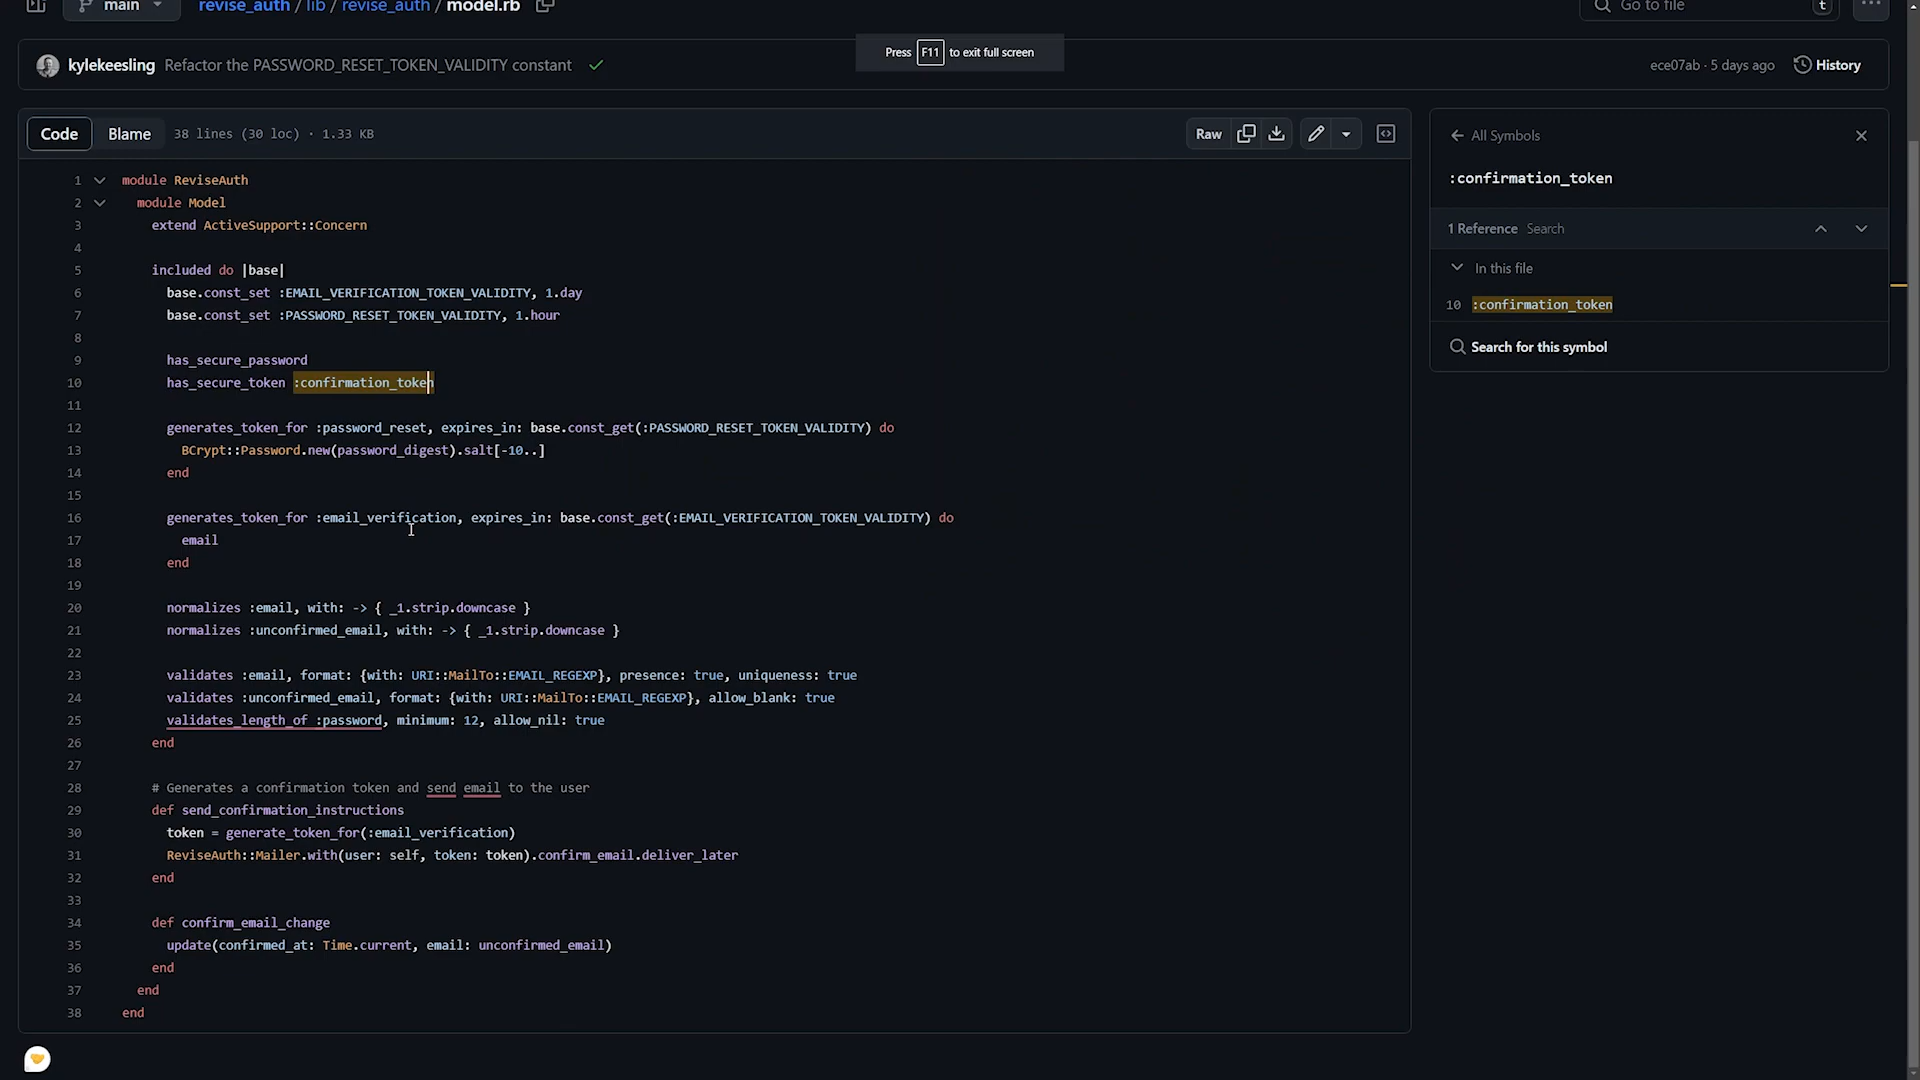 main
revise_auth / lib / revise_auth / model.rb
Go to file
t
Press F11 to exit full screen
kylekeesling Refactor the PASSWORD_RESET_TOKEN_VALIDITY constant
ece07ab · 5 days ago
History
Code
Blame
38 lines (30 loc) · 1.33 KB
Raw
1 module ReviseAuth
2   module Model
3     extend ActiveSupport::Concern
4
5     included do |base|
6       base.const_set :EMAIL_VERIFICATION_TOKEN_VALIDITY, 1.day
7       base.const_set :PASSWORD_RESET_TOKEN_VALIDITY, 1.hour
8
9       has_secure_password
10       has_secure_token :confirmation_token
11
12       generates_token_for :password_reset, expires_in: base.const_get(:PASSWORD_RESET_TOKEN_VALIDITY) do
13         BCrypt::Password.new(password_digest).salt[-10..]
14       end
15
16       generates_token_for :email_verification, expires_in: base.const_get(:EMAIL_VERIFICATION_TOKEN_VALIDITY) do
17         email
18       end
19
20       normalizes :email, with: -> { _1.strip.downcase }
21       normalizes :unconfirmed_email, with: -> { _1.strip.downcase }
22
23       validates :email, format: {with: URI::MailTo::EMAIL_REGEXP}, presence: true, uniqueness: true
24       validates :unconfirmed_email, format: {with: URI::MailTo::EMAIL_REGEXP}, allow_blank: true
25       validates_length_of :password, minimum: 12, allow_nil: true
26     end
27
28     # Generates a confirmation token and send email to the user
29     def send_confirmation_instructions
30       token = generate_token_for(:email_verification)
31       ReviseAuth::Mailer.with(user: self, token: token).confirm_email.deliver_later
32     end
33
34     def confirm_email_change
35       update(confirmed_at: Time.current, email: unconfirmed_email)
36     end
37   end
38 end
All Symbols
:confirmation_token
1 Reference Search
In this file
10 :confirmation_token
Search for this symbol